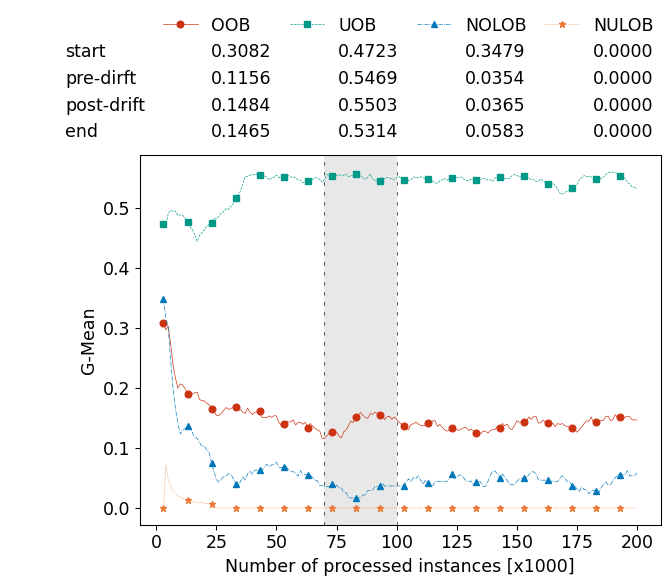 OOB UOB NOLOB NULOB
start 0.3082 0.4723 0.3479 0.0000
pre-dirft 0.1156 0.5469 0.0354 0.0000
post-drift 0.1484 0.5503 0.0365 0.0000
end 0.1465 0.5314 0.0583 0.0000
0.5
0.4
0.3
0.2
0.1
0.0
G-Mean
0 25 50 75 100 125 150 175 200
Number of processed instances [x1000]